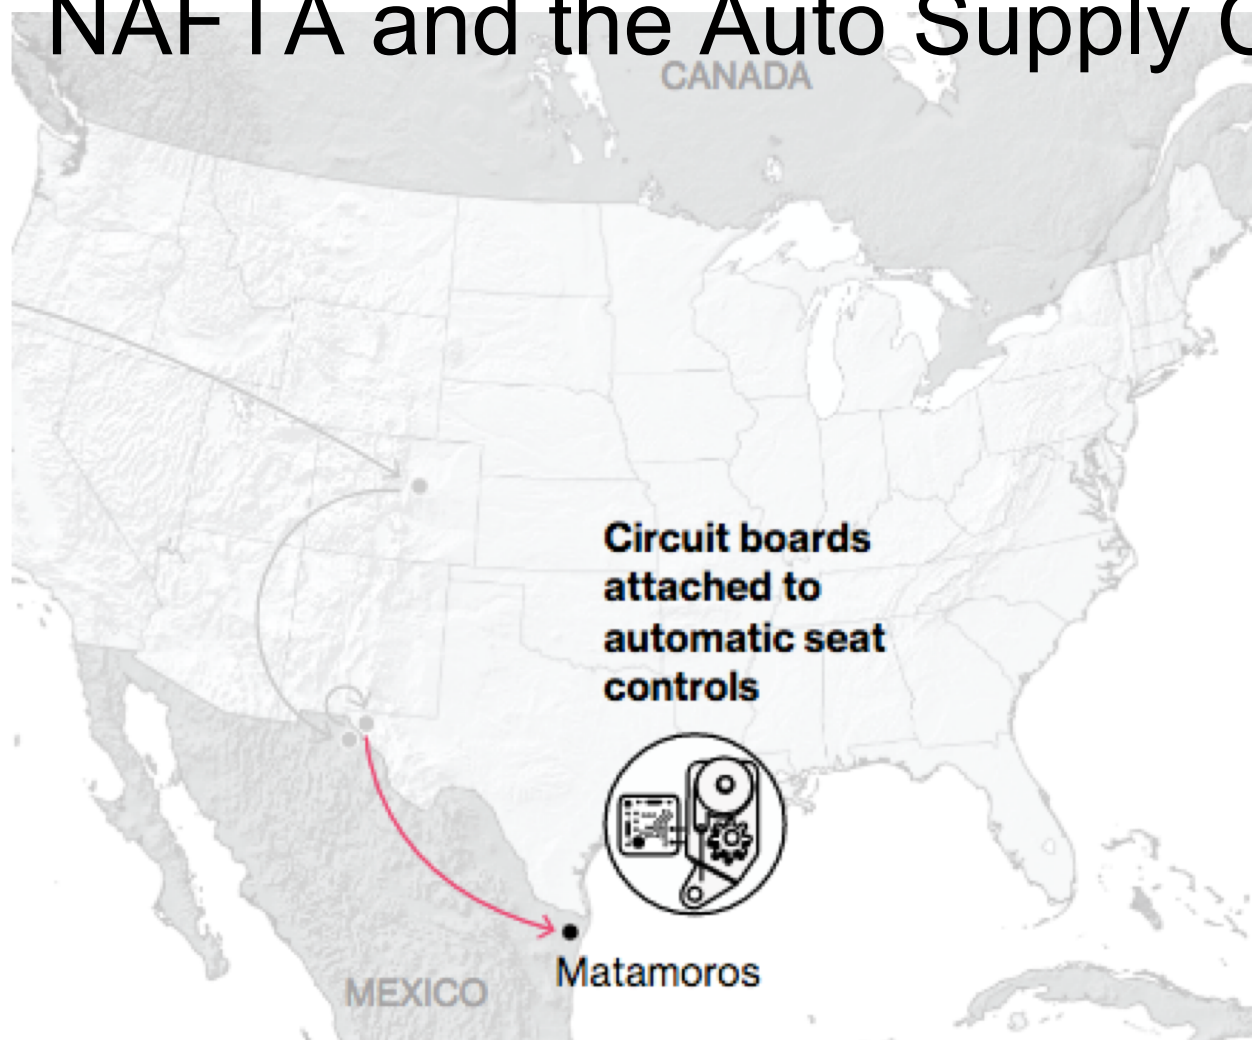 NAFTA and the Auto Supply
CANADA
Circuit boards
attached to
automatic seat
controls
Matamoros
MEXICO